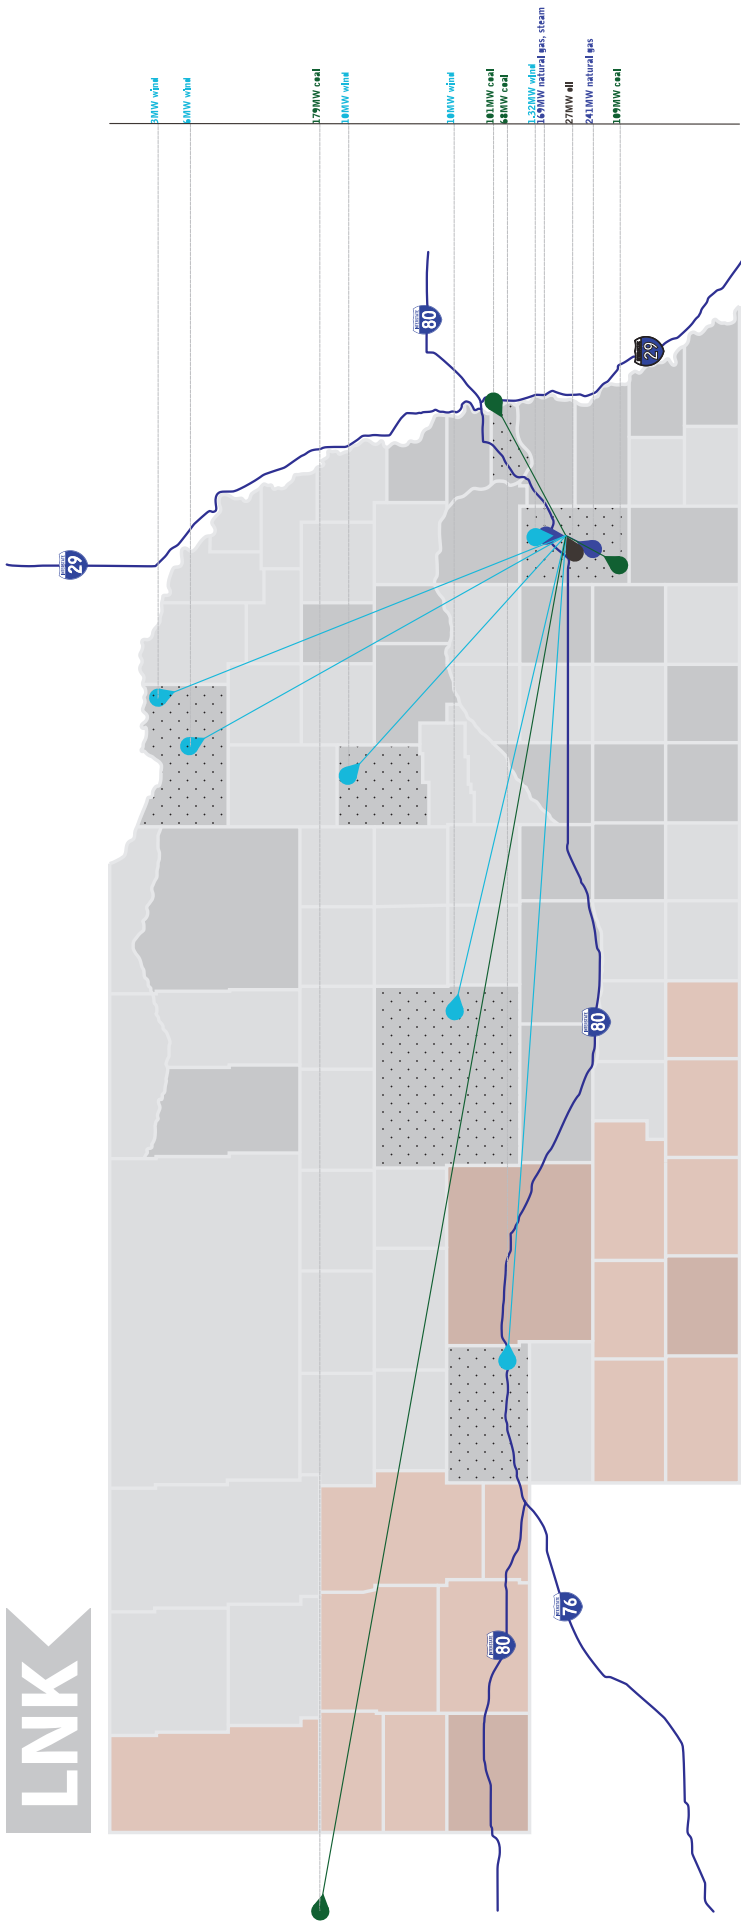 3MW wind
6MW wind
179MW coal
10MW wind
10MW wind
101MW coal
68MW coal
1.32MW wind
169MW natural gas, steam
27MW oil
241MW natural gas
109MW coal
80
29
29
80
80
76
LNK